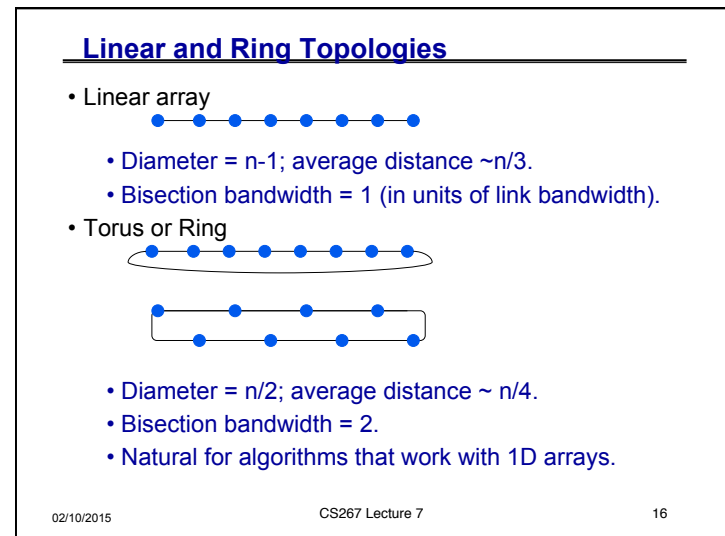 Linear and Ring Topologies
• Linear array
• Diameter = n-1; average distance ~n/3.
• Bisection bandwidth = 1 (in units of link bandwidth).
• Torus or Ring
• Diameter = n/2; average distance ~ n/4.
• Bisection bandwidth = 2.
• Natural for algorithms that work with 1D arrays.
02/10/2015 CS267 Lecture 7 16